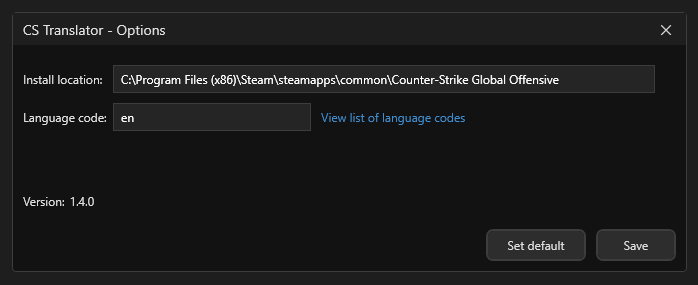 CS Translator - Options
Install location: C:\Program Files (x86)\Steam\steamapps\common\Counter-Strike Global Offensive
Language code: en View list of language codes
Version: 1.4.0
Set default Save